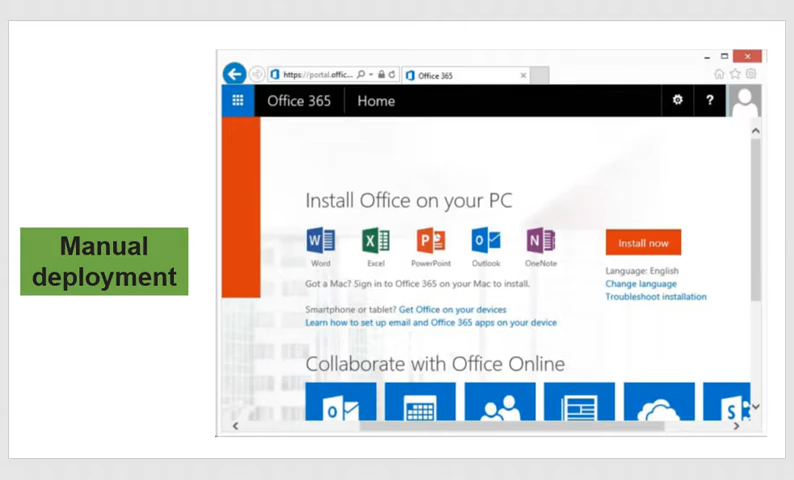 https://portal.offic...
Office 365
Office 365
Home
?
Install Office on your PC
Word
Excel
PowerPoint
Outlook
OneNote
Install now
Language: English
Change language
Troubleshoot installation
Got a Mac? Sign in to Office 365 on your Mac to install.
Smartphone or tablet? Get Office on your devices
Learn how to set up email and Office 365 apps on your device
Manual
deployment
Collaborate with Office Online